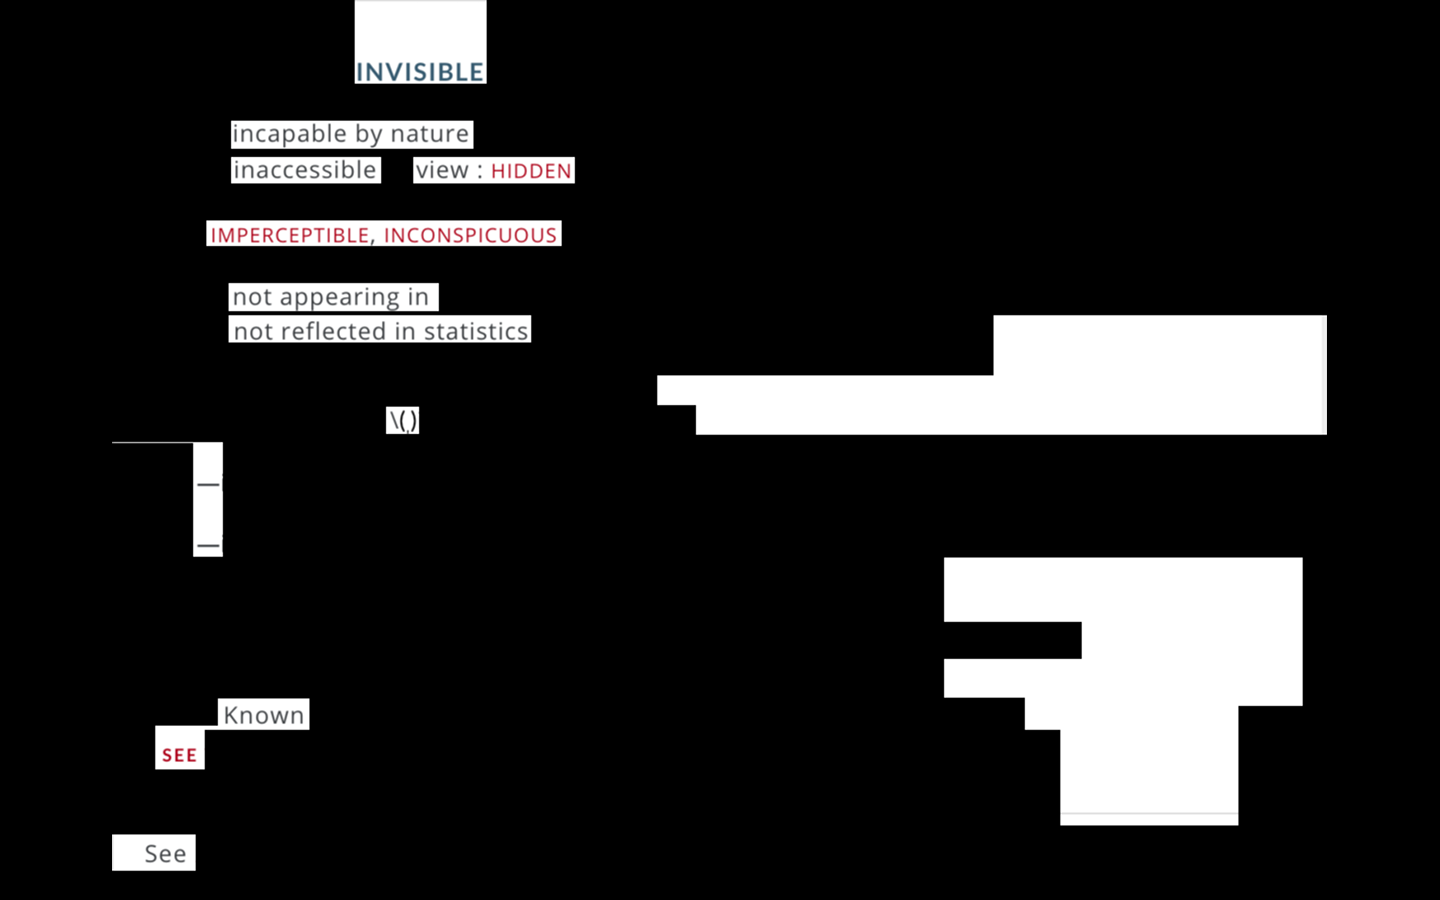 INVISIBLE
incapable by nature
inaccessible view : HIDDEN
IMPERCEPTIBLE, INCONSPICUOUS
not appearing in
not reflected in statistics
\(,)
—
—
Known
SEE
See